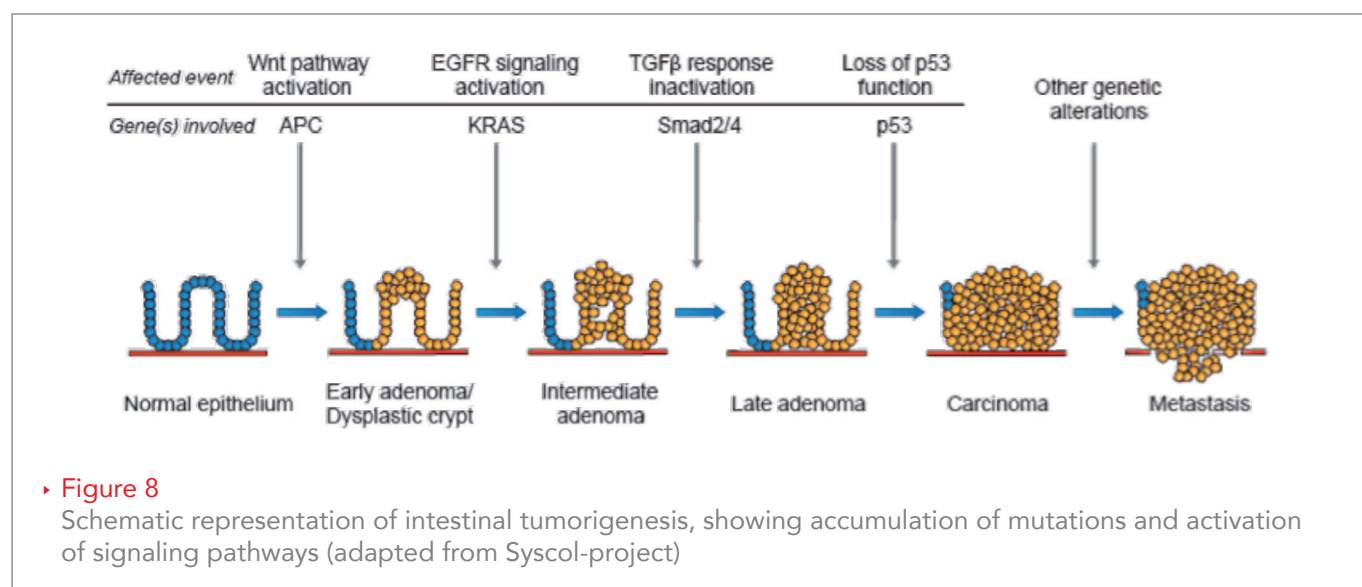 Affected event
Wnt pathway
activation
EGFR signaling
activation
TGFβ response
inactivation
Loss of p53
function
Other genetic
alterations
Gene(s) involved APC KRAS Smad2/4 p53
Normal epithelium
Early adenoma/
Dysplastic crypt
Intermediate
adenoma
Late adenoma
Carcinoma
Metastasis
Figure 8
Schematic representation of intestinal tumorigenesis, showing accumulation of mutations and activation
of signaling pathways (adapted from Syscol-project)